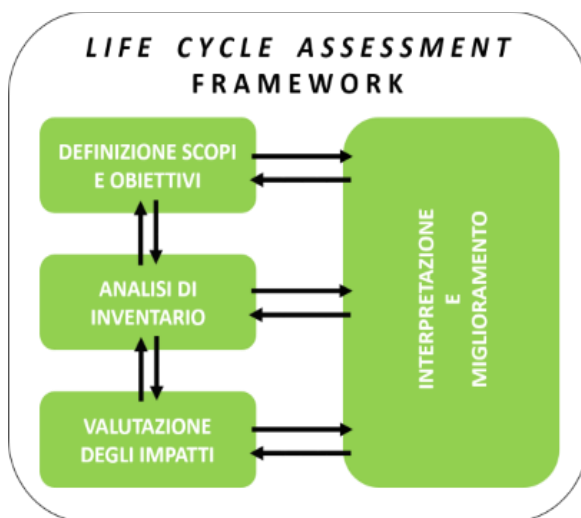 LIFE CYCLE ASSESSMENT
FRAMEWORK
DEFINIZIONE SCOPI
E OBIETTIVI
ANALISI DI
INVENTARIO
VALUTAZIONE
DEGLI IMPATTI
INTERPRETAZIONE
E
MIGLIORAMENTO